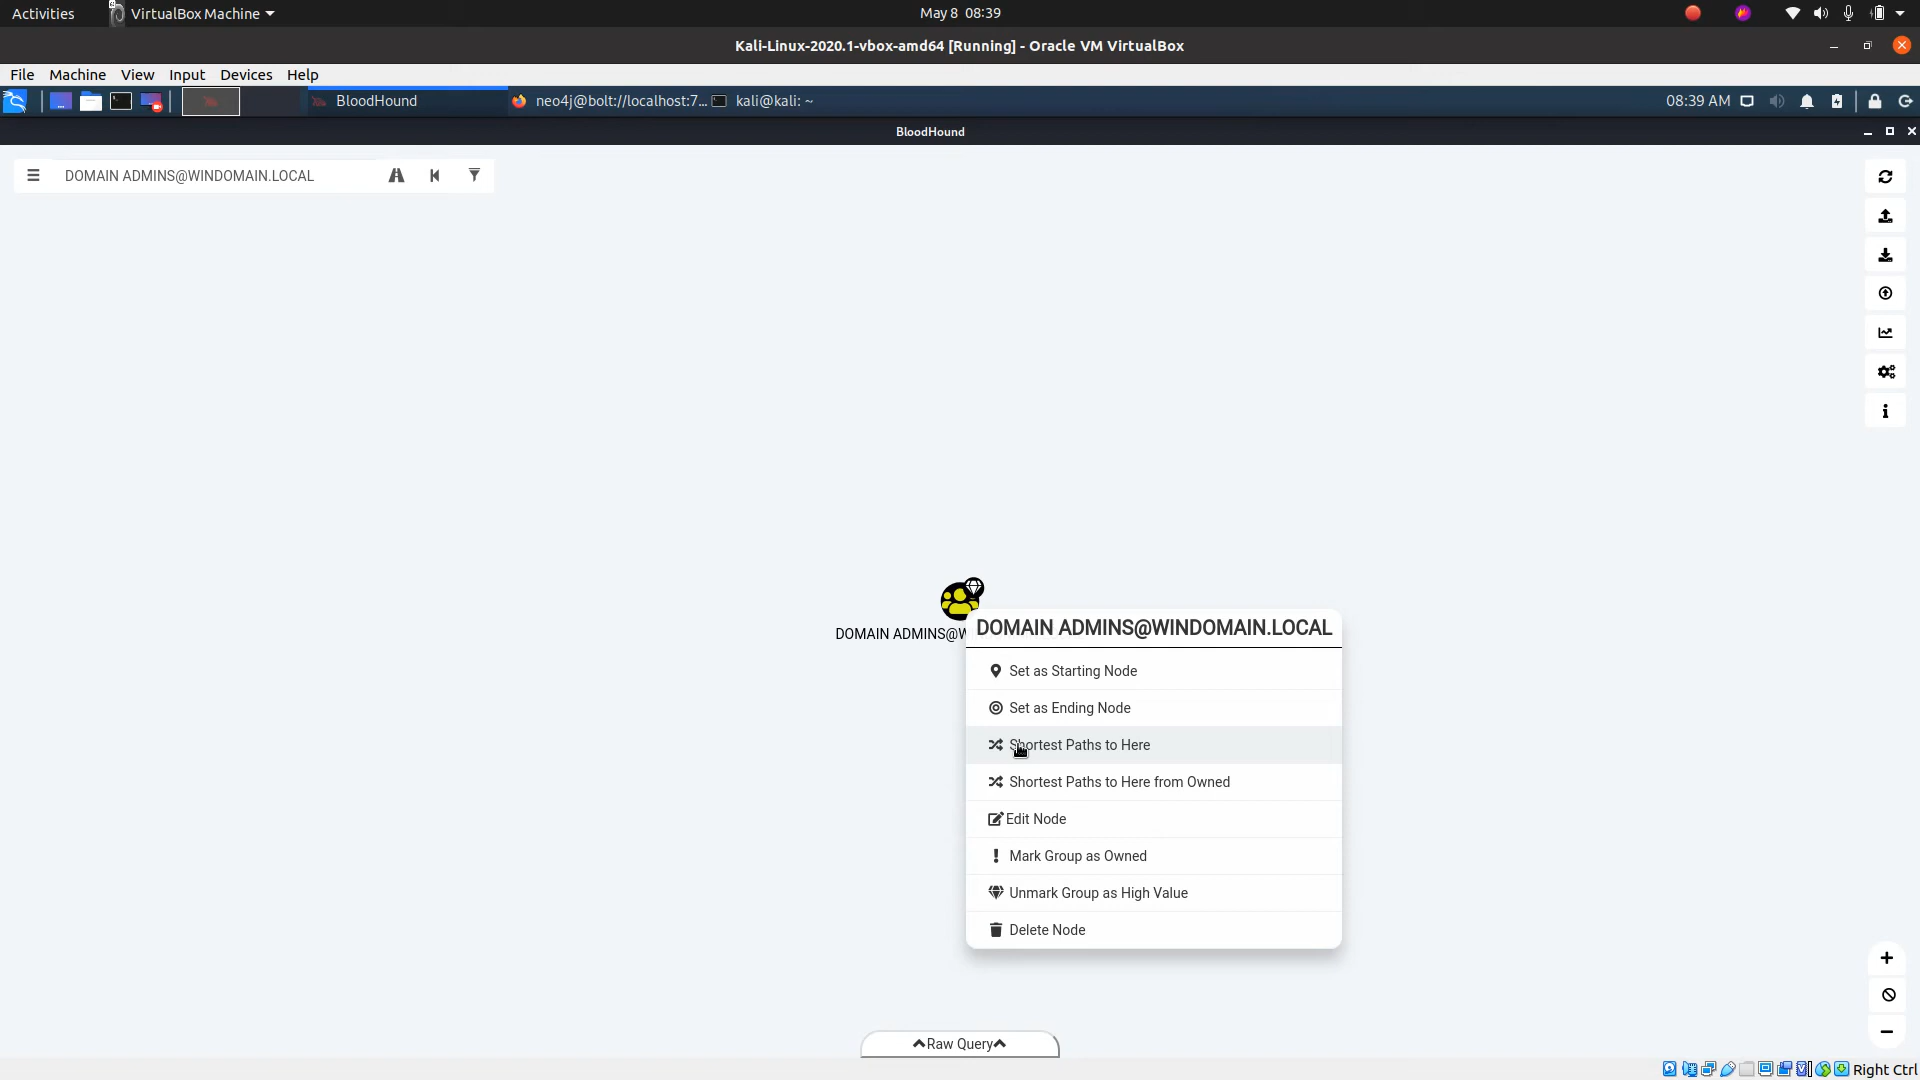 Activities
VirtualBox Machine
May 8 08:39
Kali-Linux-2020.1-vbox-amd64 [Running] - Oracle VM VirtualBox
File
Machine
View
Input
Devices
Help
BloodHound
neo4j@bolt://localhost:7...
kali@kali: ~
08:39 AM
BloodHound
DOMAIN ADMINS@WINDOMAIN.LOCAL
DOMAIN ADMINS@W
DOMAIN ADMINS@WINDOMAIN.LOCAL
Set as Starting Node
Set as Ending Node
Shortest Paths to Here
Shortest Paths to Here from Owned
Edit Node
Mark Group as Owned
Unmark Group as High Value
Delete Node
Raw Query
Right Ctrl